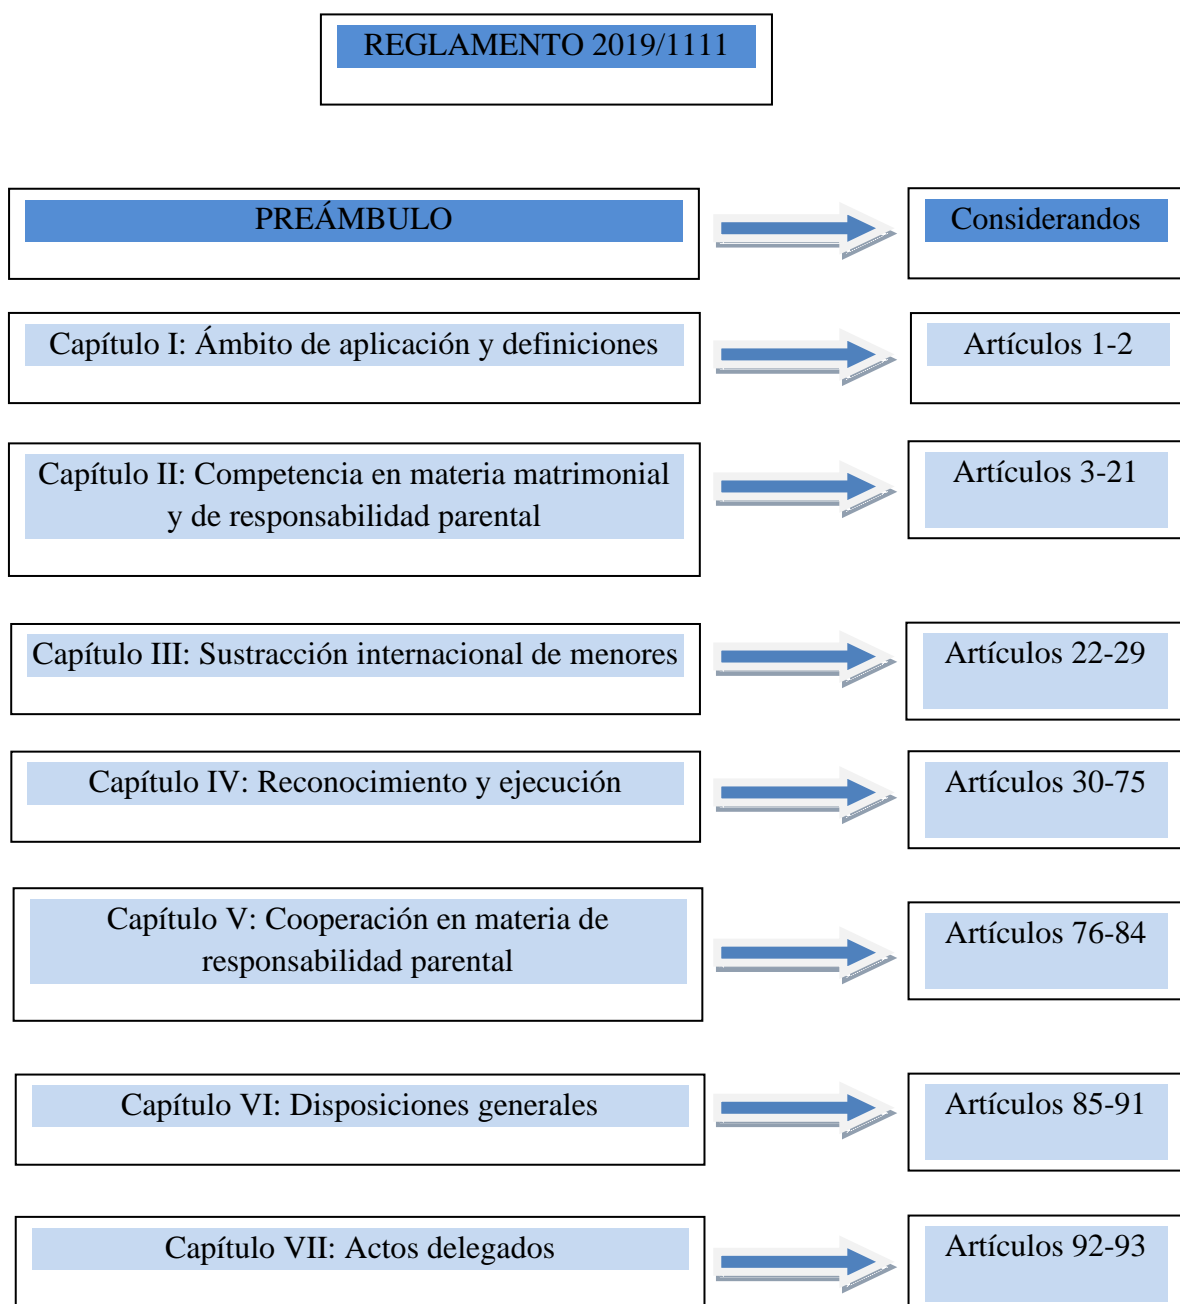 REGLAMENTO 2019/1111
PREÁMBULO
Considerandos
Capítulo I: Ámbito de aplicación y definiciones
Artículos 1-2
Capítulo II: Competencia en materia matrimonial
y de responsabilidad parental
Artículos 3-21
Capítulo III: Sustracción internacional de menores
Artículos 22-29
Capítulo IV: Reconocimiento y ejecución
Artículos 30-75
Capítulo V: Cooperación en materia de
responsabilidad parental
Artículos 76-84
Capítulo VI: Disposiciones generales
Artículos 85-91
Capítulo VII: Actos delegados
Artículos 92-93